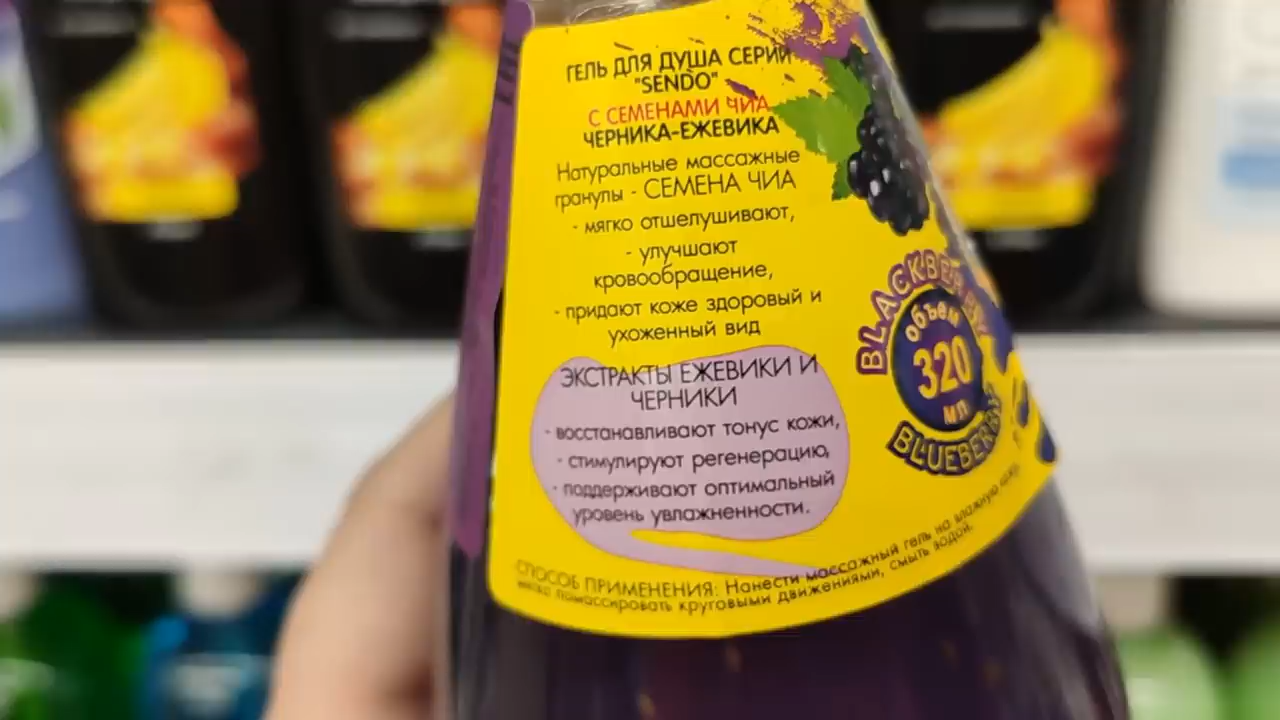 ГЕЛЬ ДЛЯ ДУША СЕРИИ
"SENDO"
С СЕМЕНАМИ ЧИА
ЧЕРНИКА-ЕЖЕВИКА
Натуральные массажные
гранулы - СЕМЕНА ЧИА
- мягко отшелушивают,
- улучшают
кровообращение,
- придают коже здоровый и
ухоженный вид
ЭКСТРАКТЫ ЕЖЕВИКИ И
ЧЕРНИКИ
- восстанавливают тонус кожи,
- стимулируют регенерацию,
- поддерживают оптимальный
уровень увлажненности.
BLACKBERRY
объем
320
мл
BLUEBERRY
СПОСОБ ПРИМЕНЕНИЯ: Нанести массажный гель на влажную кожу,
помассировать круговыми движениями, смыть водой.